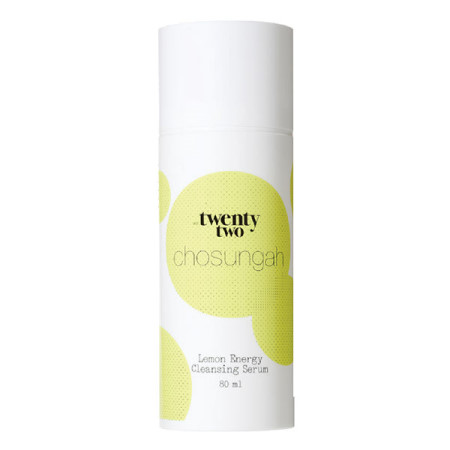 twenty
two
chosungah
Lemon Energy
Cleansing Serum
80 ml